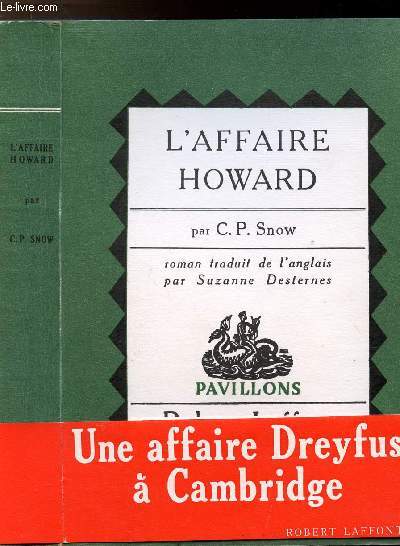 Le-livre.com
L'AFFAIRE
HOWARD
par
C.P. SNOW
L'AFFAIRE
HOWARD
par C.P. Snow
roman traduit de l'anglais
par Suzanne Desternes
PAVILLONS
Une affaire Dreyfus
à Cambridge
ROBERT LAFFONT